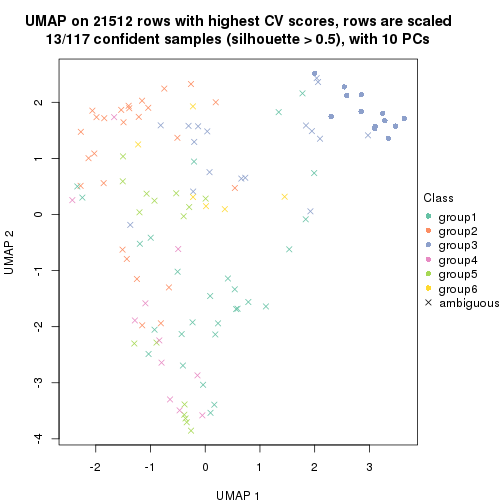 UMAP on 21512 rows with highest CV scores, rows are scaled
13/117 confident samples (silhouette > 0.5), with 10 PCs
UMAP 2
2
1
0
-1
-2
-3
-4
-2
-1
0
1
2
3
UMAP 1
Class
group1
group2
group3
group4
group5
group6
ambiguous